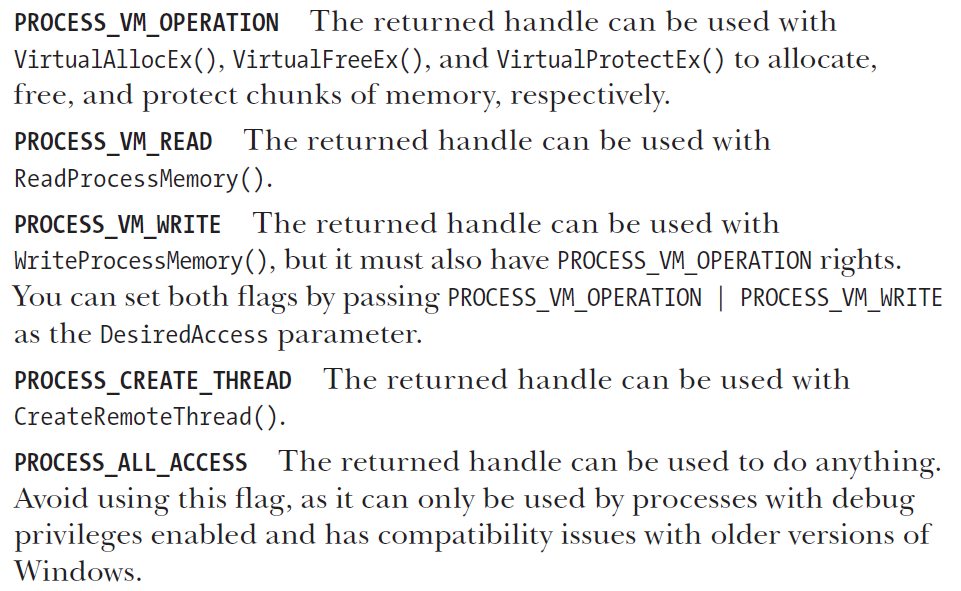 PROCESS_VM_OPERATION The returned handle can be used with
VirtualAllocEx(), VirtualFreeEx(), and VirtualProtectEx() to allocate,
free, and protect chunks of memory, respectively.
PROCESS_VM_READ The returned handle can be used with
ReadProcessMemory().
PROCESS_VM_WRITE The returned handle can be used with
WriteProcessMemory(), but it must also have PROCESS_VM_OPERATION rights.
You can set both flags by passing PROCESS_VM_OPERATION | PROCESS_VM_WRITE
as the DesiredAccess parameter.
PROCESS_CREATE_THREAD The returned handle can be used with
CreateRemoteThread().
PROCESS_ALL_ACCESS The returned handle can be used to do anything.
Avoid using this flag, as it can only be used by processes with debug
privileges enabled and has compatibility issues with older versions of
Windows.